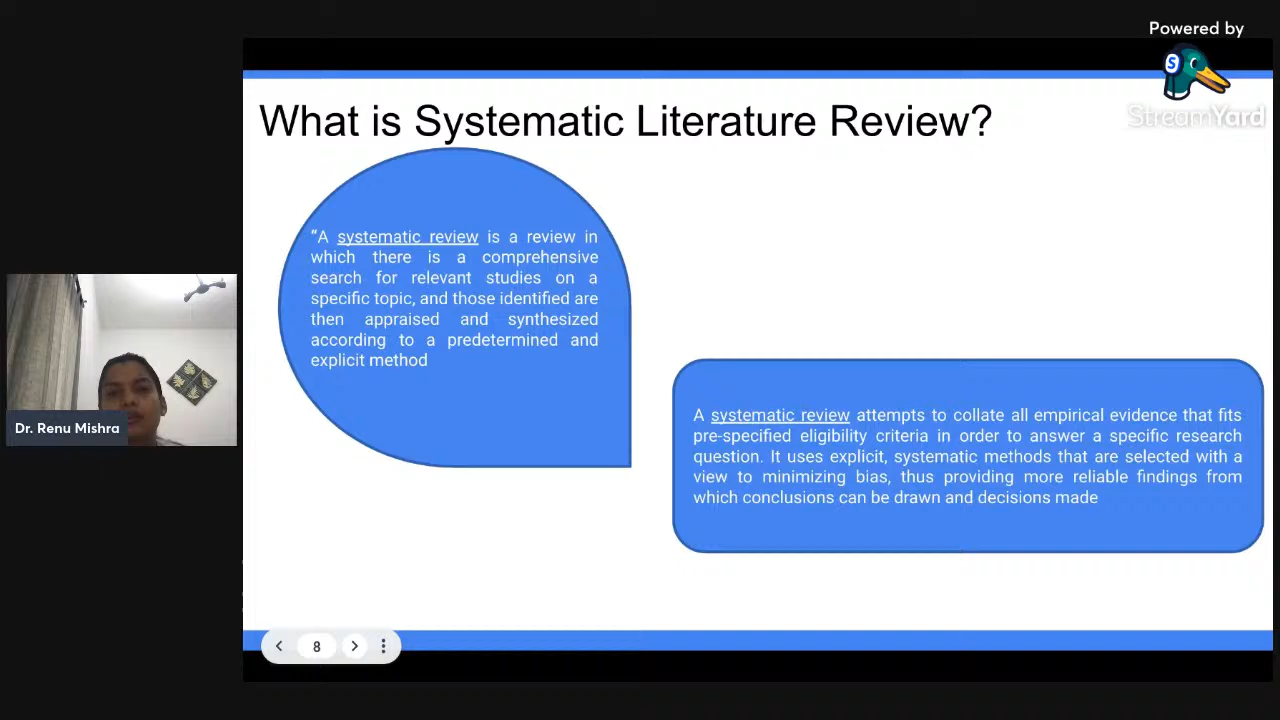 Powered by
StreamYard
What is Systematic Literature Review?
“A systematic review is a review in
which there is a comprehensive
search for relevant studies on a
specific topic, and those identified are
then appraised and synthesized
according to a predetermined and
explicit method
A systematic review attempts to collate all empirical evidence that fits
pre-specified eligibility criteria in order to answer a specific research
question. It uses explicit, systematic methods that are selected with a
view to minimizing bias, thus providing more reliable findings from
which conclusions can be drawn and decisions made
Dr. Renu Mishra
8